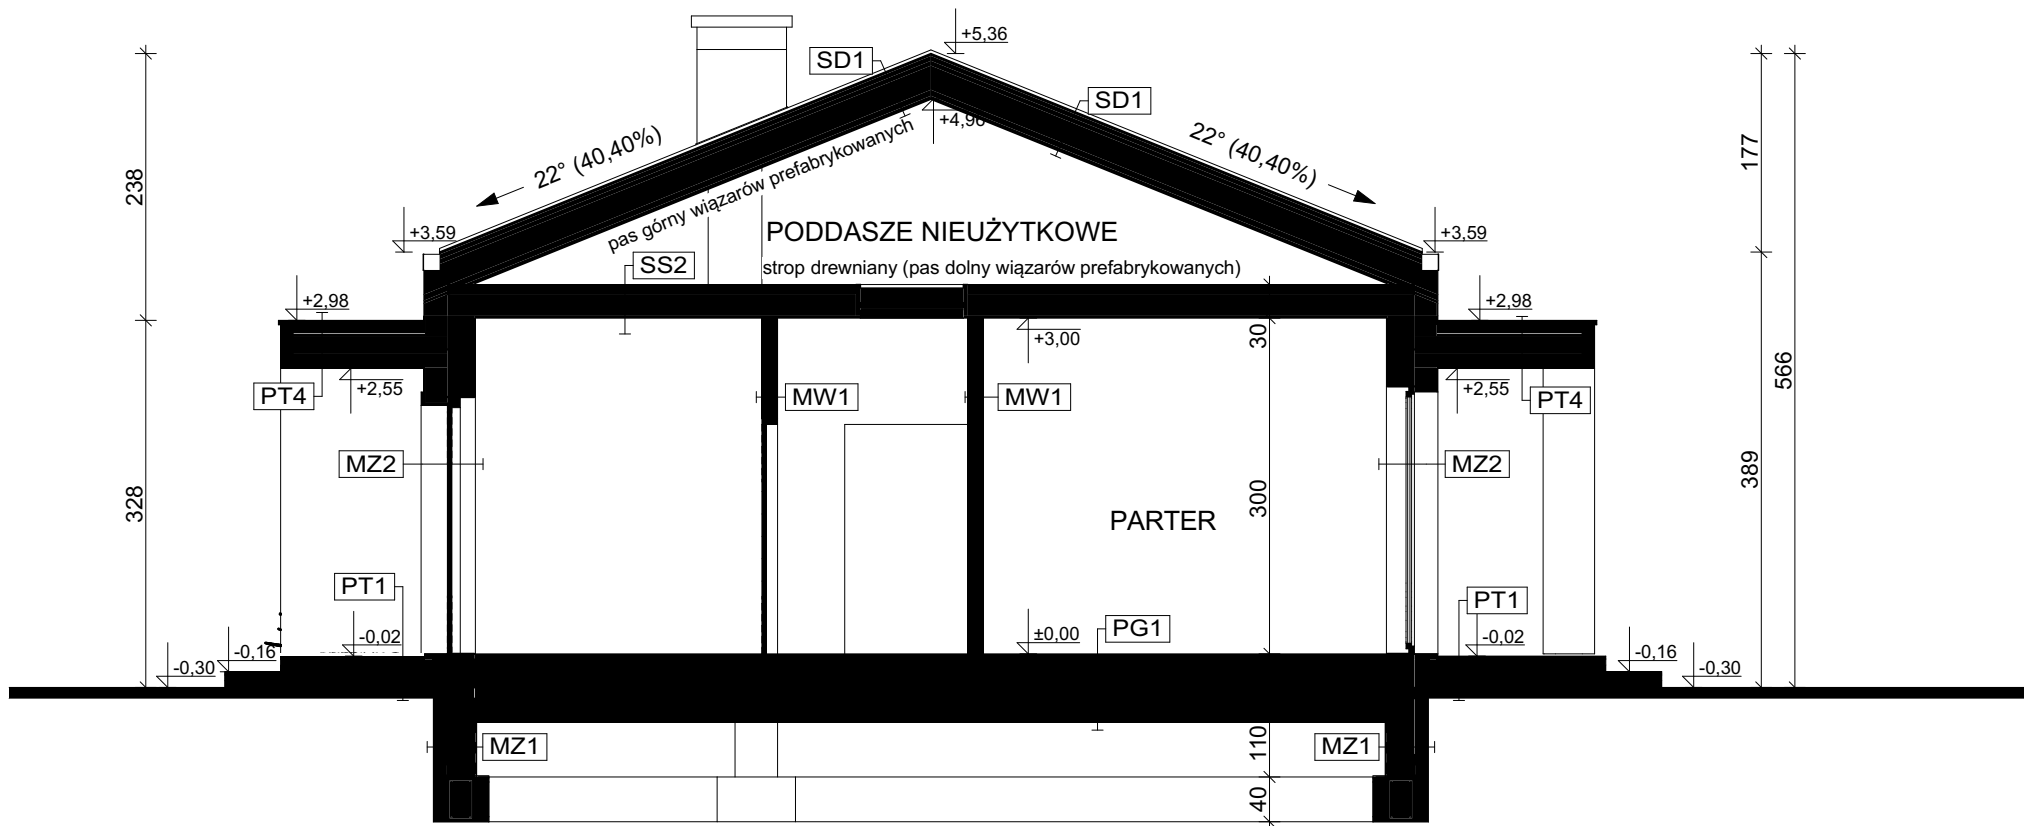 +5,36
SD1
SD1
+4,96
22° (40,40%)
22° (40,40%)
pas górny wiązarów prefabrykowanych
238
177
+3,59
PODDASZE NIEUŻYTKOWE
+3,59
SS2
strop drewniany (pas dolny wiązarów prefabrykowanych)
+2,98
+2,98
+3,00
30
566
PT4
+2,55
MW1
MW1
+2,55
PT4
MZ2
MZ2
328
300
389
PARTER
PT1
PT1
-0,02
±0,00
PG1
-0,02
-0,30
-0,16
-0,16
-0,30
MZ1
110
MZ1
40